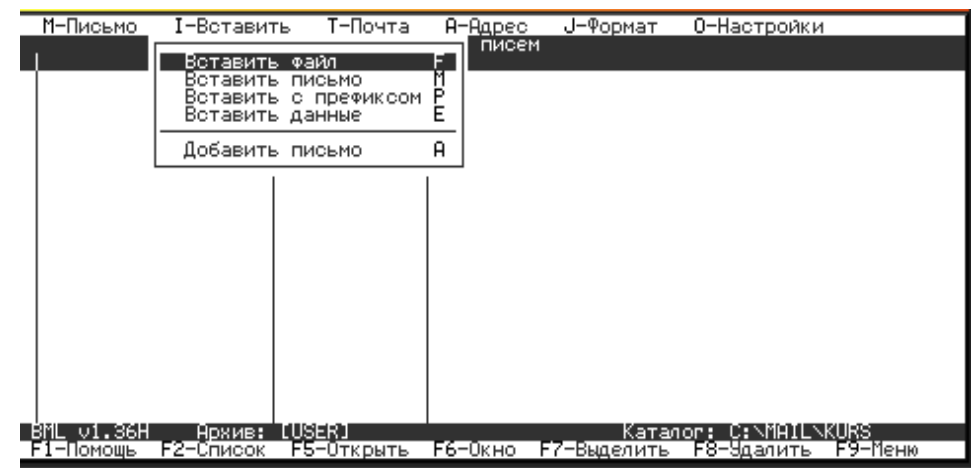 M-Письмо I-Вставить T-Почта A-Адрес J-Формат O-Настройки
писем
Вставить файл F
Вставить письмо M
Вставить с префиксом P
Вставить данные E
Добавить письмо A
BML v1.36H Архив: [USER] Каталог: C:\MAIL\KURS
F1-Помощь F2-Список F5-Открыть F6-Окно F7-Выделить F8-Удалить F9-Меню